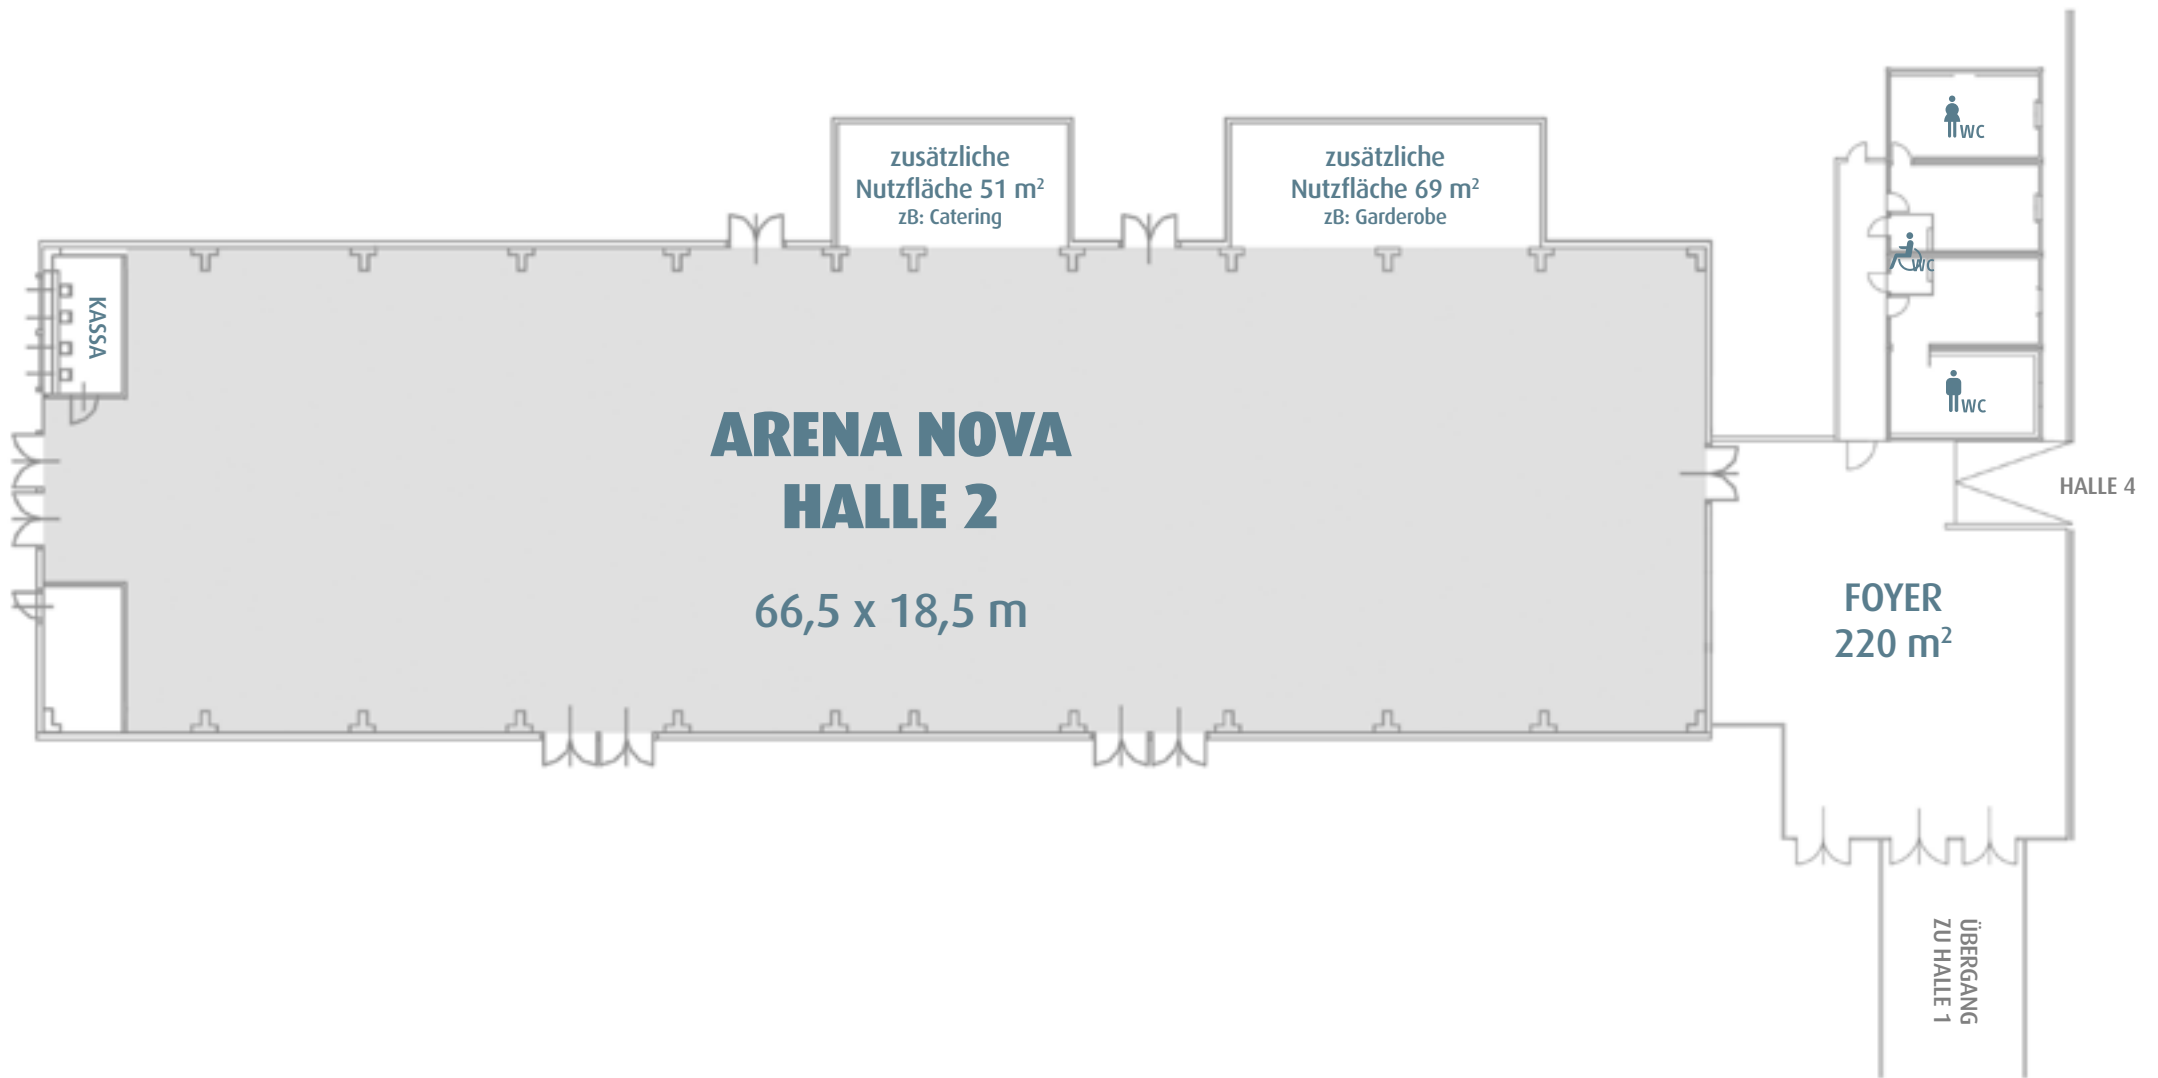 WC
zusätzliche
Nutzfläche 51 m²
zB: Catering
zusätzliche
Nutzfläche 69 m²
zB: Garderobe
WC
KASSA
WC
ARENA NOVA
HALLE 2
66,5 x 18,5 m
HALLE 4
FOYER
220 m²
ÜBERGANG
ZU HALLE 1